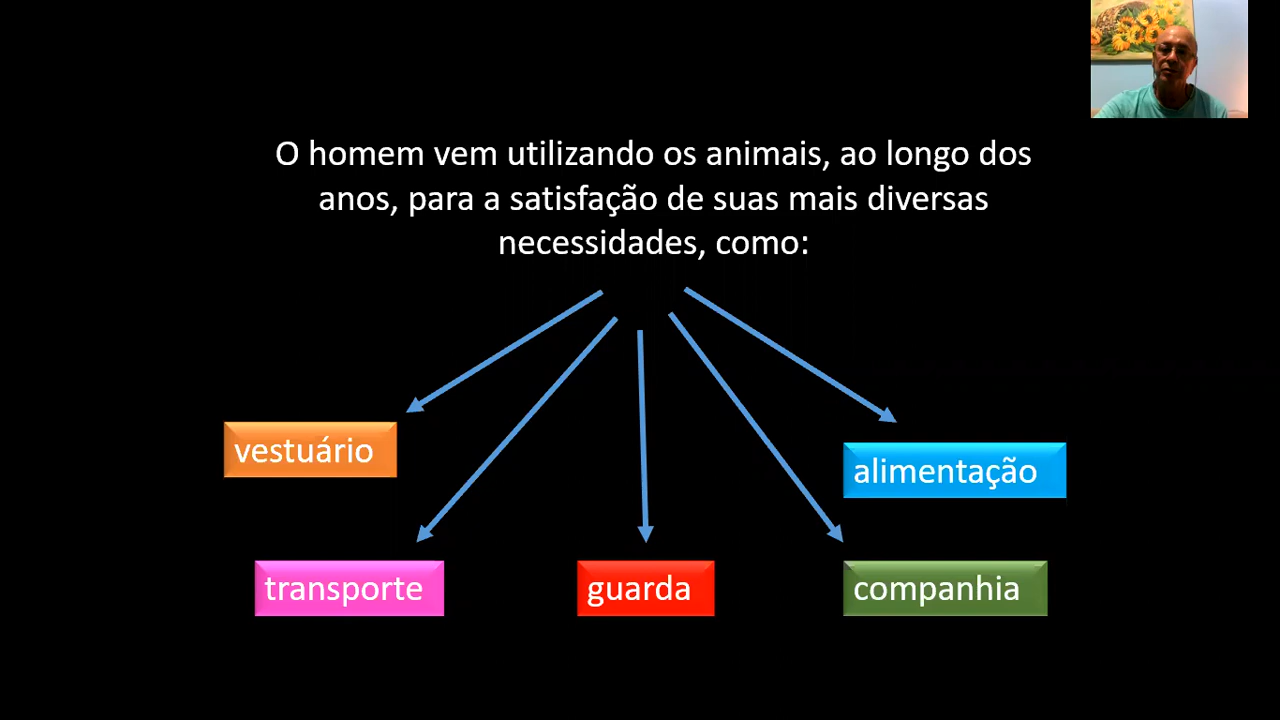 O homem vem utilizando os animais, ao longo dos
anos, para a satisfação de suas mais diversas
necessidades, como:
vestuário
alimentação
transporte
guarda
companhia